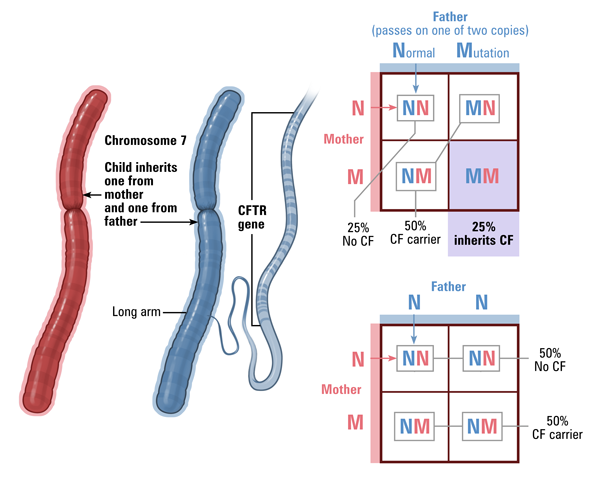 Chromosome 7
Child inherits
one from
mother
and one from
father
CFTR
gene
Long arm
Father
(passes on one of two copies)
Normal Mutation
N
NN
MN
Mother
M
NM
MM
25%
No CF
50%
CF carrier
25%
inherits CF
Father
N N
N
NN
NN
50%
No CF
Mother
M
NM
NM
50%
CF carrier